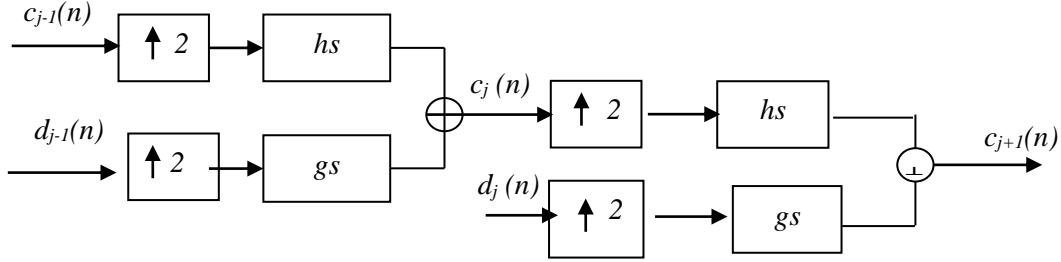 c_{j-1}(n)
↑ 2
hs
c_j (n)
↑ 2
hs
d_{j-1}(n)
↑ 2
gs
c_{j+1}(n)
d_j (n)
↑ 2
gs